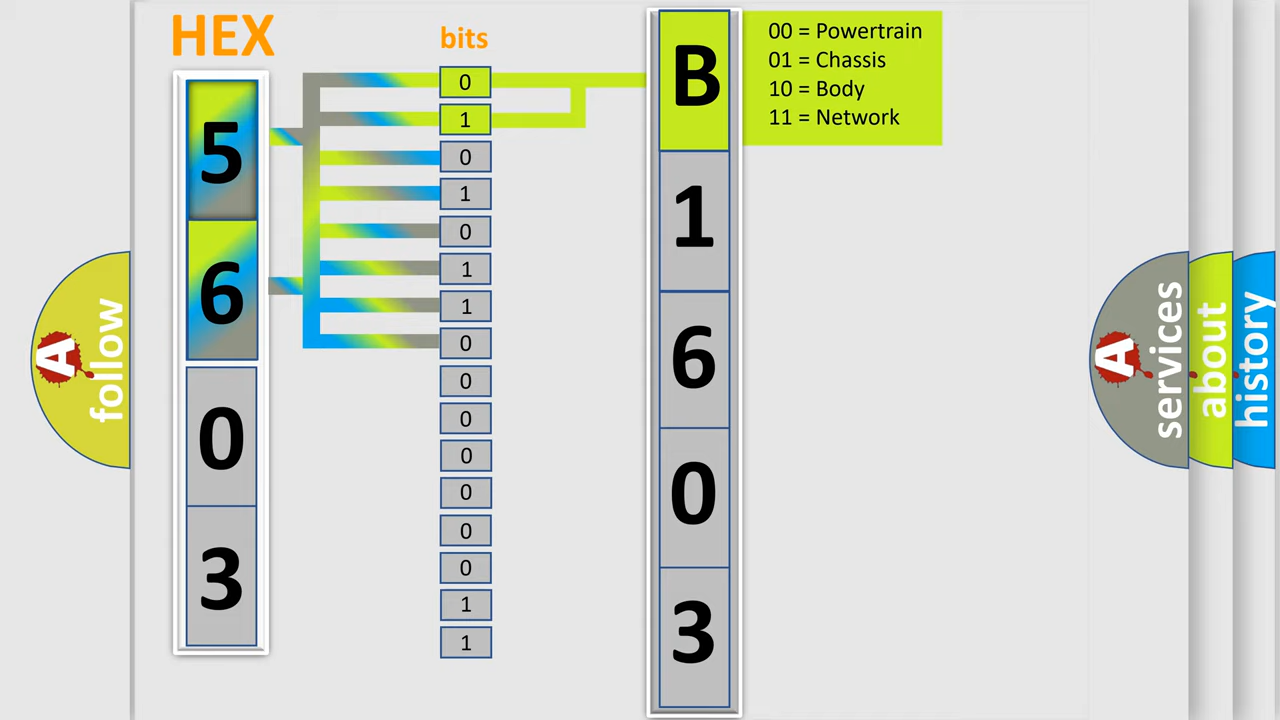 HEX
5
6
0
3
bits
0
1
0
1
0
1
1
0
0
0
0
0
0
0
1
1
B
1
6
0
3
00 = Powertrain
01 = Chassis
10 = Body
11 = Network
A
follow
A
services
about
history